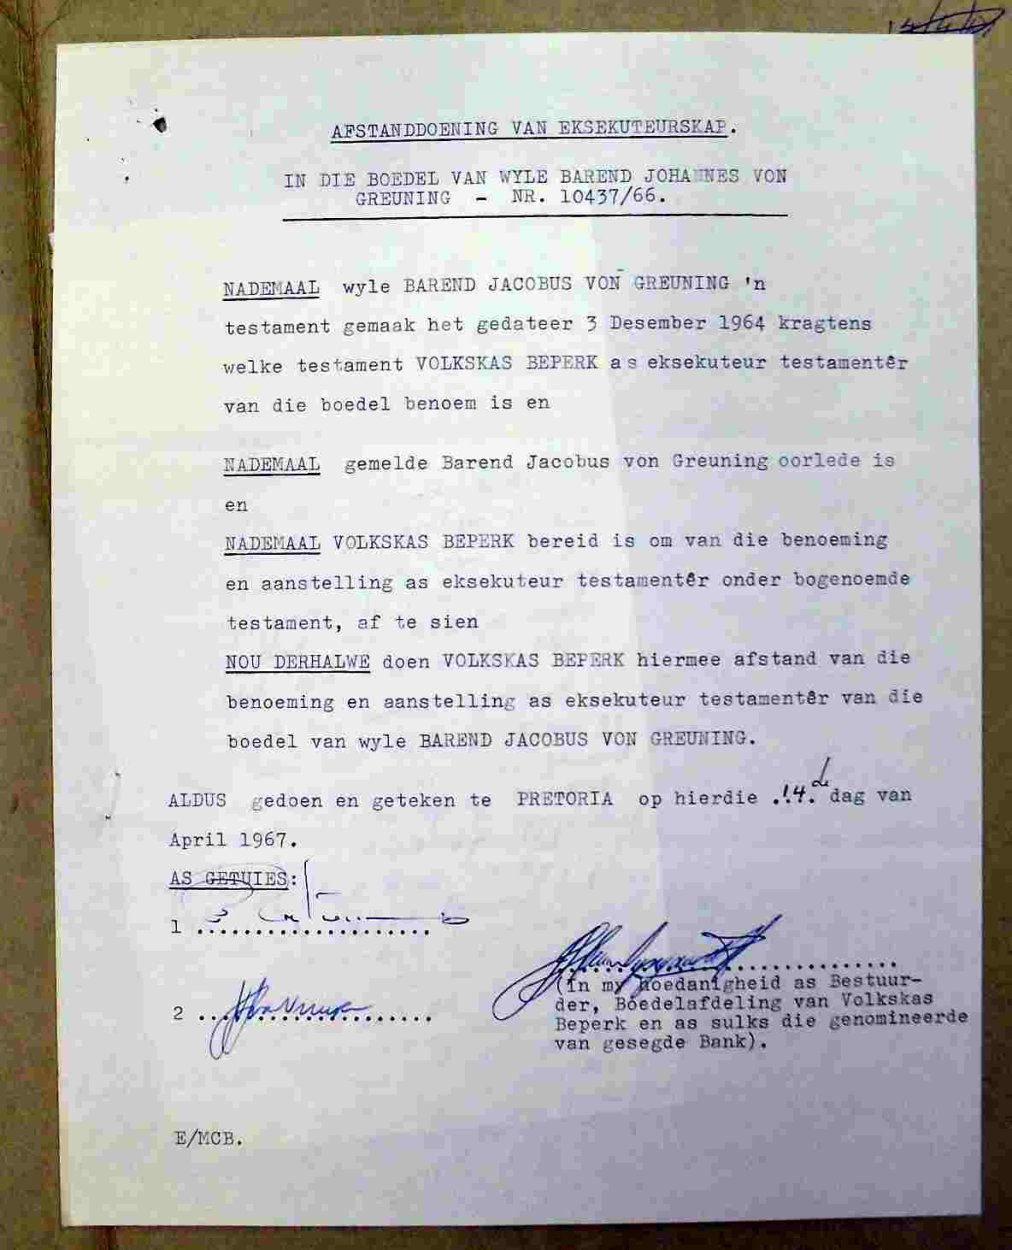 AFSTANDDOENING VAN EKSEKUTEURSKAP.
IN DIE BOEDEL VAN WYLE BAREND JOHANNES VON
GREUNING - NR. 10437/66.
NADEMAAL wyle BAREND JACOBUS VON GREUNING 'n
testament gemaak het gedateer 3 Desember 1964 kragtens
welke testament VOLKSKAS BEPERK as eksekuteur testamentêr
van die boedel benoem is en
NADEMAAL gemelde Barend Jacobus von Greuning oorlede is
en
NADEMAAL VOLKSKAS BEPERK bereid is om van die benoeming
en aanstelling as eksekuteur testamentêr onder bogenoemde
testament, af te sien
NOU DERHALWE doen VOLKSKAS BEPERK hiermee afstand van die
benoeming en aanstelling as eksekuteur testamentêr van die
boedel van wyle BAREND JACOBUS VON GREUNING.
ALDUS gedoen en geteken te PRETORIA op hierdie .14.de dag van
April 1967.
AS GETUIES:
1 ...................
2 ...................
(in my hoedanigheid as Bestuur-
der, Boedelafdeling van Volkskas
Beperk en as sulks die genomineerde
van gesegde Bank).
E/MCB.